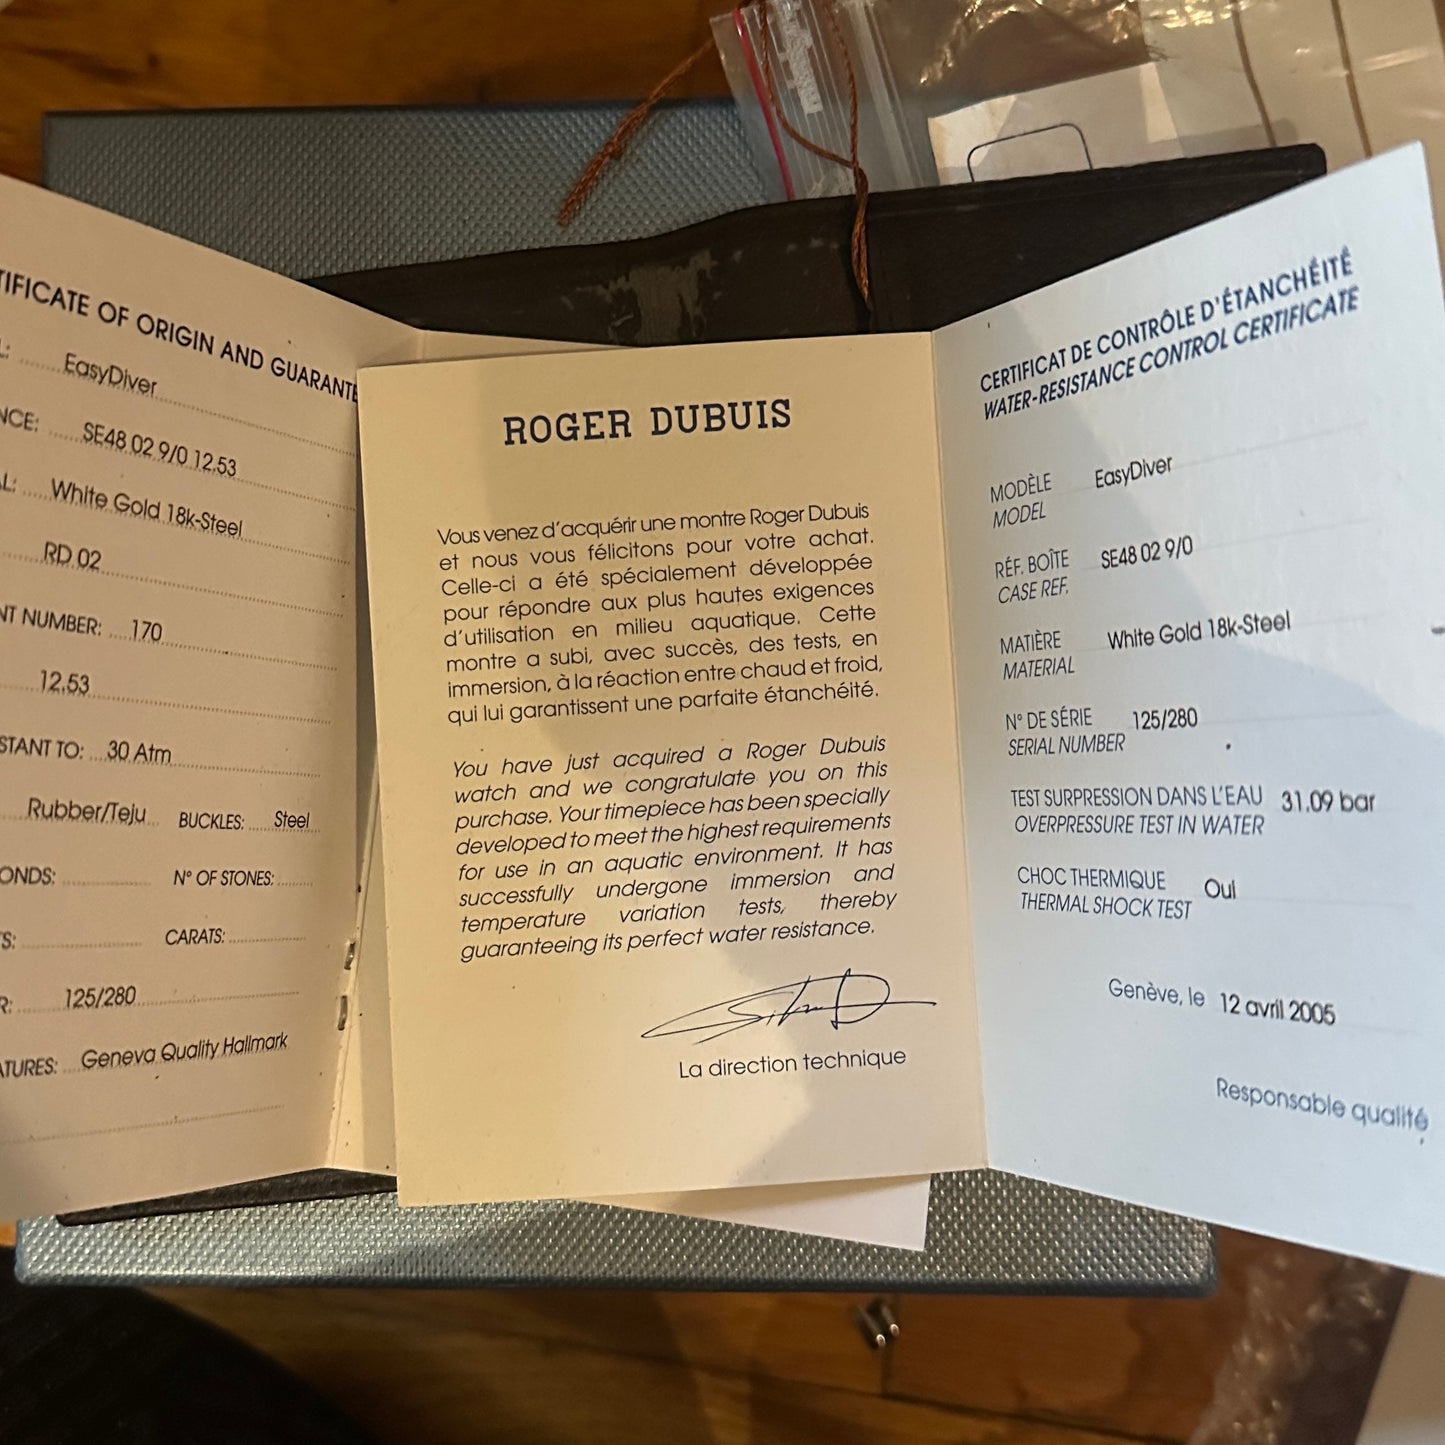 TIFICATE OF ORIGIN AND GUARANTE
L: EasyDiver
NCE: SE48 02 9/0 12.53
AL: White Gold 18k-Steel
RD 02
NT NUMBER: 170
12.53
STANT TO: 30 Atm
Rubber/Teju BUCKLES: Steel
ONDS: N° OF STONES:
TS: CARATS:
R: 125/280
ATURES: Geneva Quality Hallmark
ROGER DUBUIS
Vous venez d'acquérir une montre Roger Dubuis
et nous vous félicitons pour votre achat.
Celle-ci a été spécialement développée
pour répondre aux plus hautes exigences
d'utilisation en milieu aquatique. Cette
montre a subi, avec succès, des tests, en
immersion, à la réaction entre chaud et froid,
qui lui garantissent une parfaite étanchéité.
You have just acquired a Roger Dubuis
watch and we congratulate you on this
purchase. Your timepiece has been specially
developed to meet the highest requirements
for use in an aquatic environment. It has
successfully undergone immersion and
temperature variation tests, thereby
guaranteeing its perfect water resistance.
La direction technique
CERTIFICAT DE CONTRÔLE D'ÉTANCHÉITÉ
WATER-RESISTANCE CONTROL CERTIFICATE
MODÈLE EasyDiver
MODEL
RÉF. BOÎTE SE48 02 9/0
CASE REF.
MATIÈRE White Gold 18k-Steel
MATERIAL
N° DE SÉRIE 125/280
SERIAL NUMBER
TEST SURPRESSION DANS L'EAU 31.09 bar
OVERPRESSURE TEST IN WATER
CHOC THERMIQUE Oui
THERMAL SHOCK TEST
Genève, le 12 avril 2005
Responsable qualité